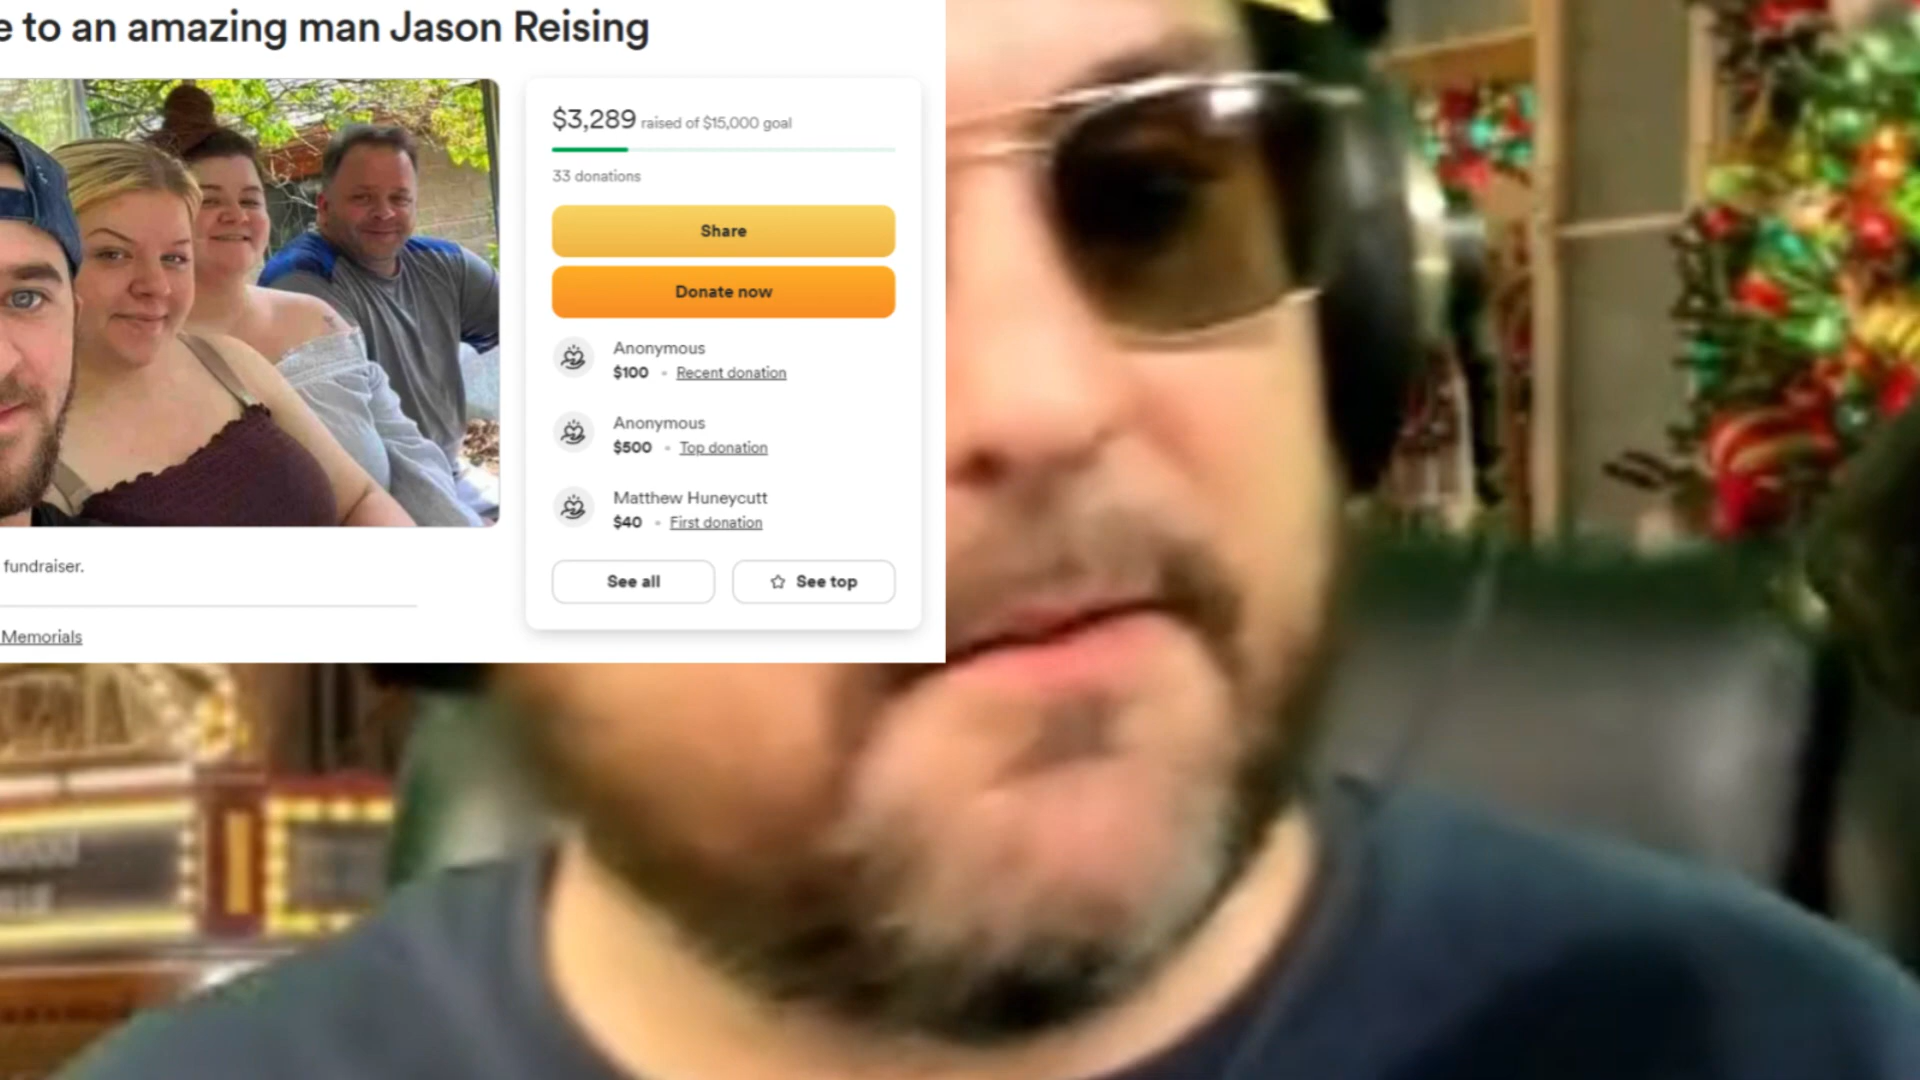 e to an amazing man Jason Reising
$3,289 raised of $15,000 goal
33 donations
Share
Donate now
Anonymous
$100 • Recent donation
Anonymous
$500 • Top donation
Matthew Huneycutt
$40 • First donation
See all
See top
fundraiser.
Memorials